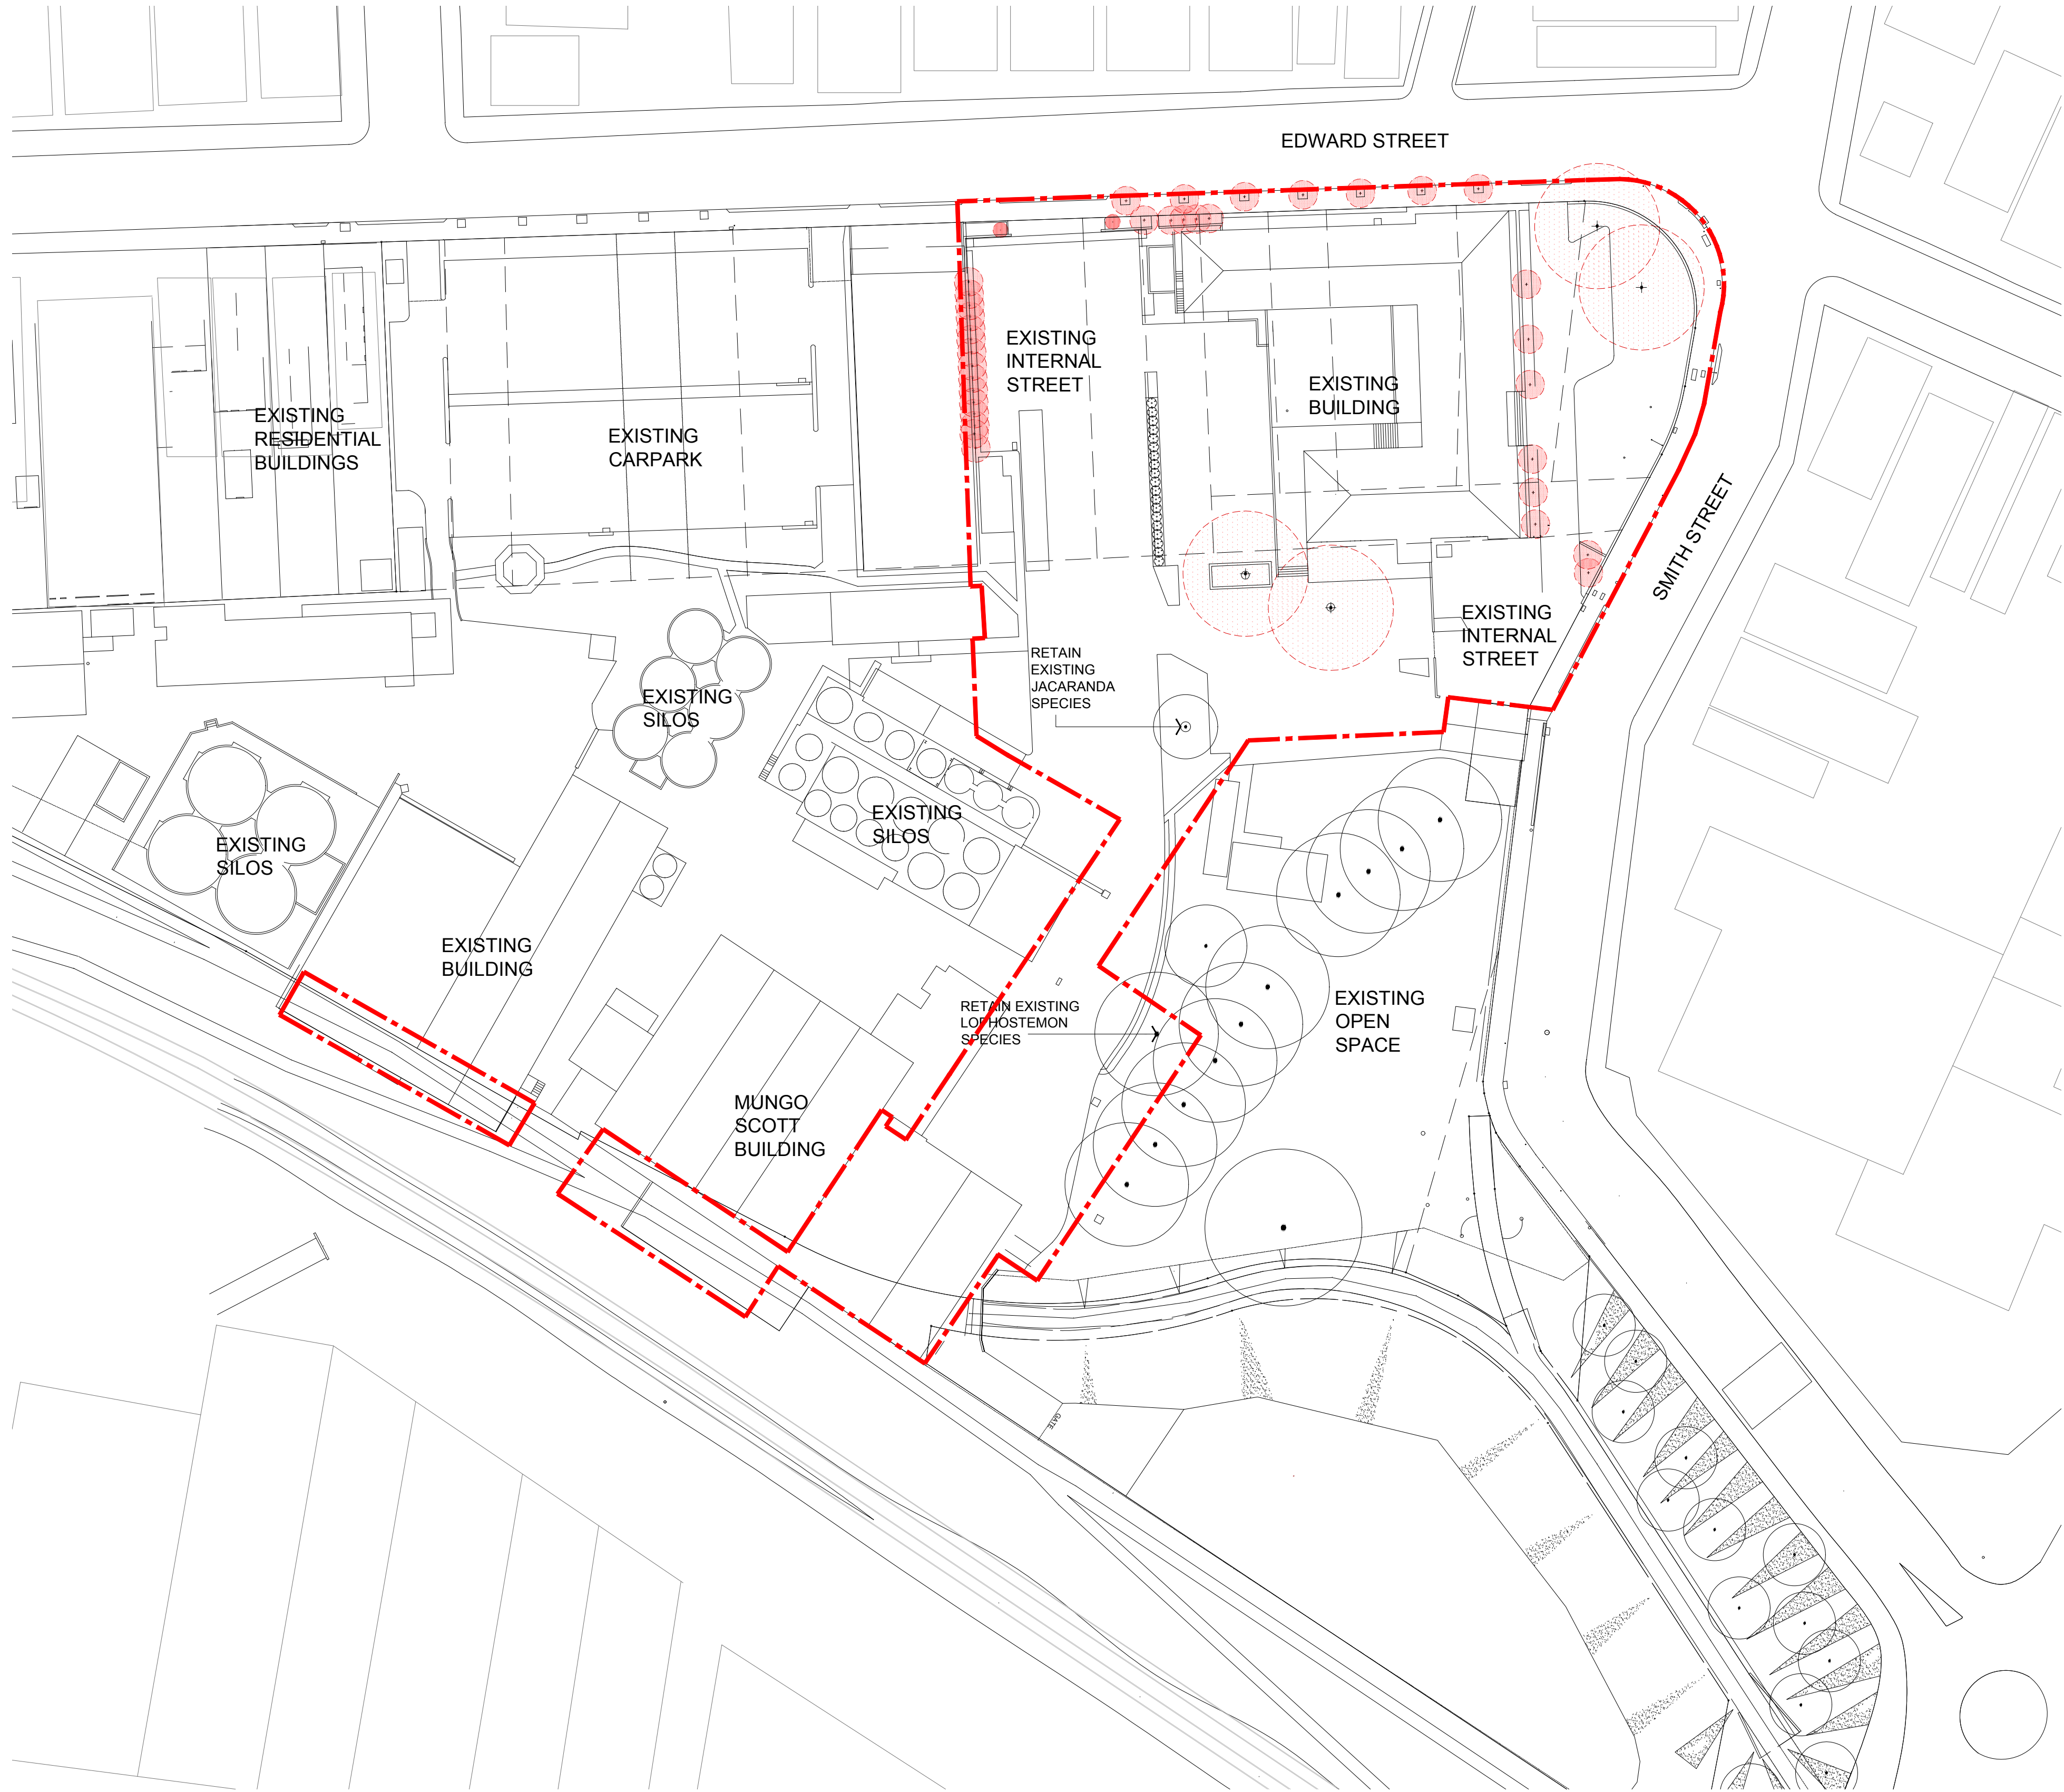 EDWARD STREET
EXISTING
INTERNAL
STREET
EXISTING
BUILDING
EXISTING
RESIDENTIAL
BUILDINGS
EXISTING
CARPARK
SMITH STREET
EXISTING
INTERNAL
STREET
RETAIN
EXISTING
JACARANDA
SPECIES
EXISTING
SILOS
EXISTING
SILOS
EXISTING
SILOS
EXISTING
BUILDING
RETAIN EXISTING
LOPHOSTEMON
SPECIES
EXISTING
OPEN
SPACE
MUNGO
SCOTT
BUILDING
GATE